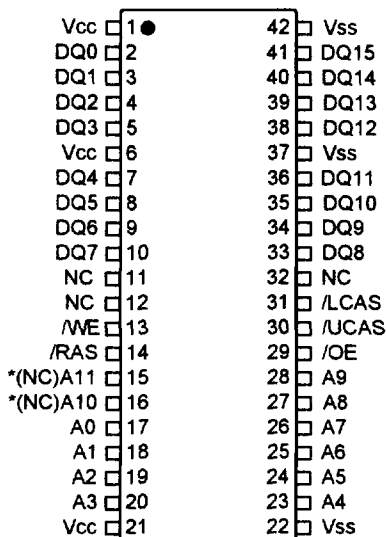 Vcc 1 42 Vss
DQ0 2 41 DQ15
DQ1 3 40 DQ14
DQ2 4 39 DQ13
DQ3 5 38 DQ12
Vcc 6 37 Vss
DQ4 7 36 DQ11
DQ5 8 35 DQ10
DQ6 9 34 DQ9
DQ7 10 33 DQ8
NC 11 32 NC
NC 12 31 /LCAS
/WE 13 30 /UCAS
/RAS 14 29 /OE
*(NC)A11 15 28 A9
*(NC)A10 16 27 A8
A0 17 26 A7
A1 18 25 A6
A2 19 24 A5
A3 20 23 A4
Vcc 21 22 Vss